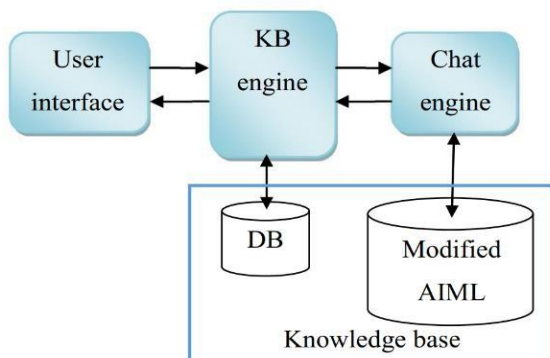 User
interface
KB
engine
Chat
engine
DB
Modified
AIML
Knowledge base